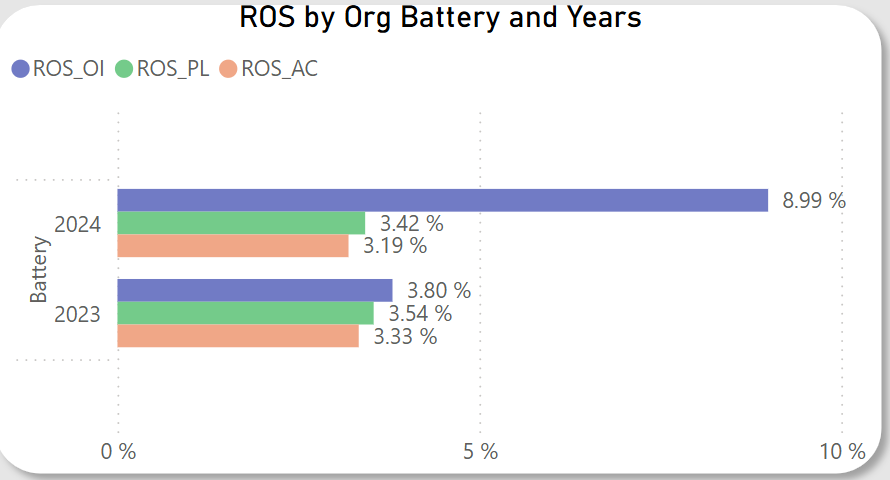 ROS by Org Battery and Years
ROS_OI ROS_PL ROS_AC
8.99 %
2024
3.42 %
3.19 %
Battery
3.80 %
2023
3.54 %
3.33 %
0 % 5 % 10 %